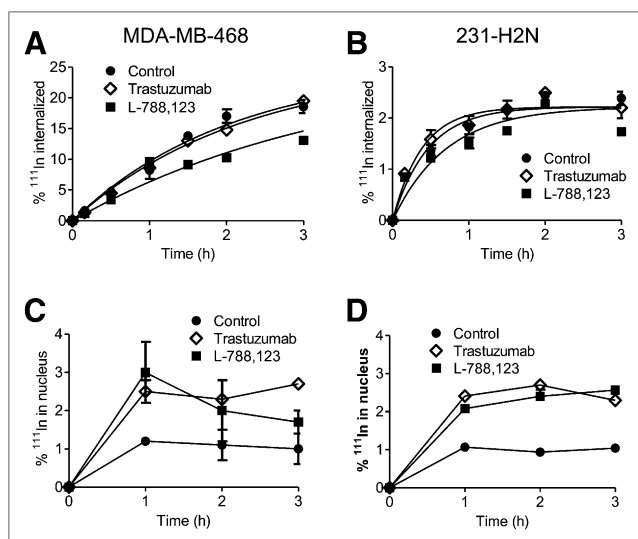 MDA-MB-468
231-H2N
A
Control
Trastuzumab
L-788,123
% 111In internalized
25
20
15
10
5
0
0 1 2 3
Time (h)
B
Control
Trastuzumab
L-788,123
% 111In internalized
3
2
1
0
0 1 2 3
Time (h)
C
Control
Trastuzumab
L-788,123
% 111In in nucleus
4
3
2
1
0
0 1 2 3
Time (h)
D
Control
Trastuzumab
L-788,123
% 111In in nucleus
4
3
2
1
0
0 1 2 3
Time (h)